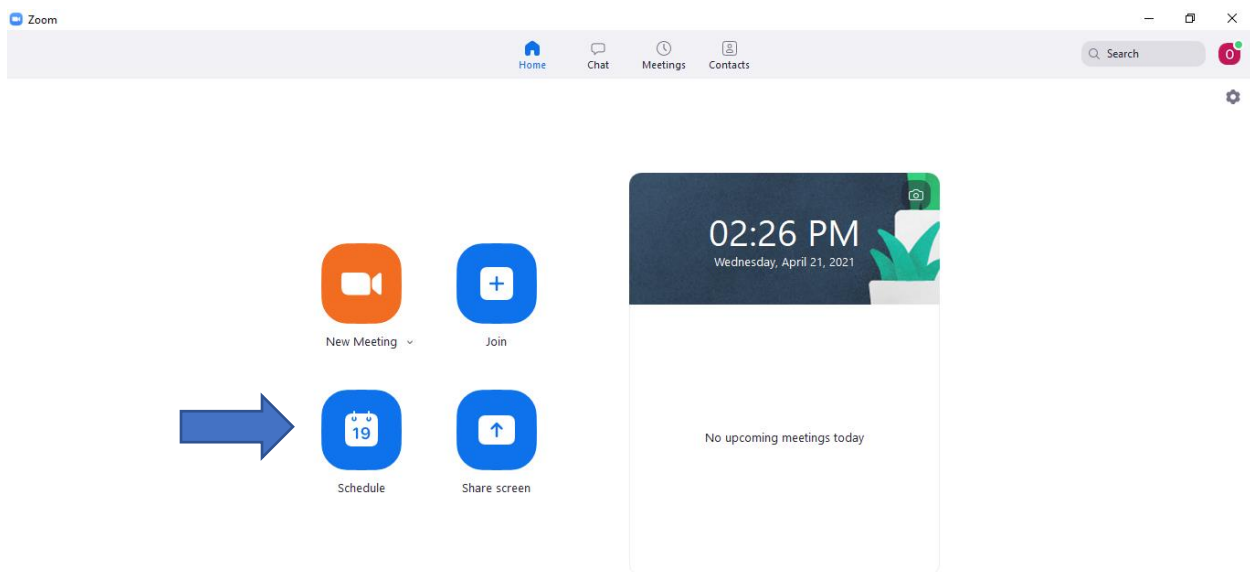 Zoom
Home
Chat
Meetings
Contacts
Search
O
02:26 PM
Wednesday, April 21, 2021
New Meeting
Join
19
Schedule
Share screen
No upcoming meetings today